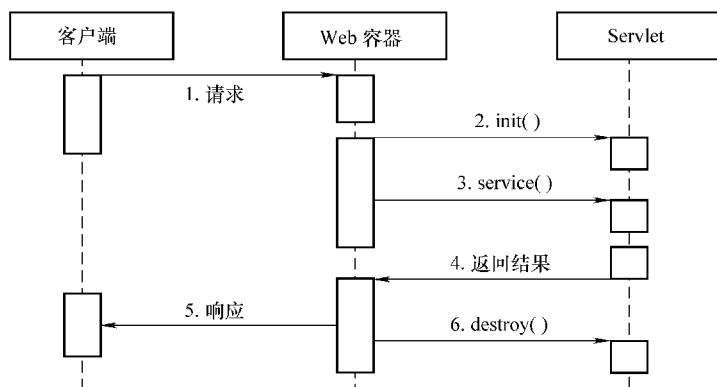 客户端
Web 容器
Servlet
1. 请求
2. init( )
3. service( )
4. 返回结果
5. 响应
6. destroy( )